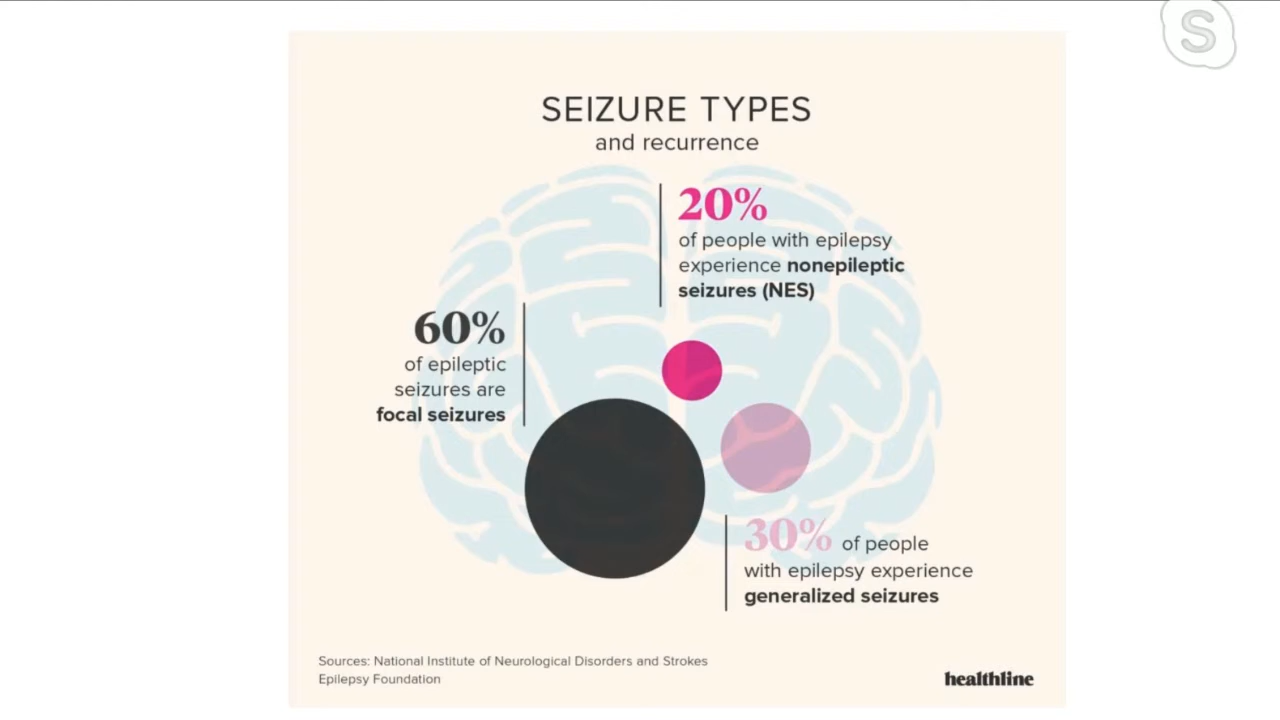 S
SEIZURE TYPES
and recurrence
20%
of people with epilepsy
experience nonepileptic
seizures (NES)
60%
of epileptic
seizures are
focal seizures
30% of people
with epilepsy experience
generalized seizures
Sources: National Institute of Neurological Disorders and Strokes
Epilepsy Foundation
healthline